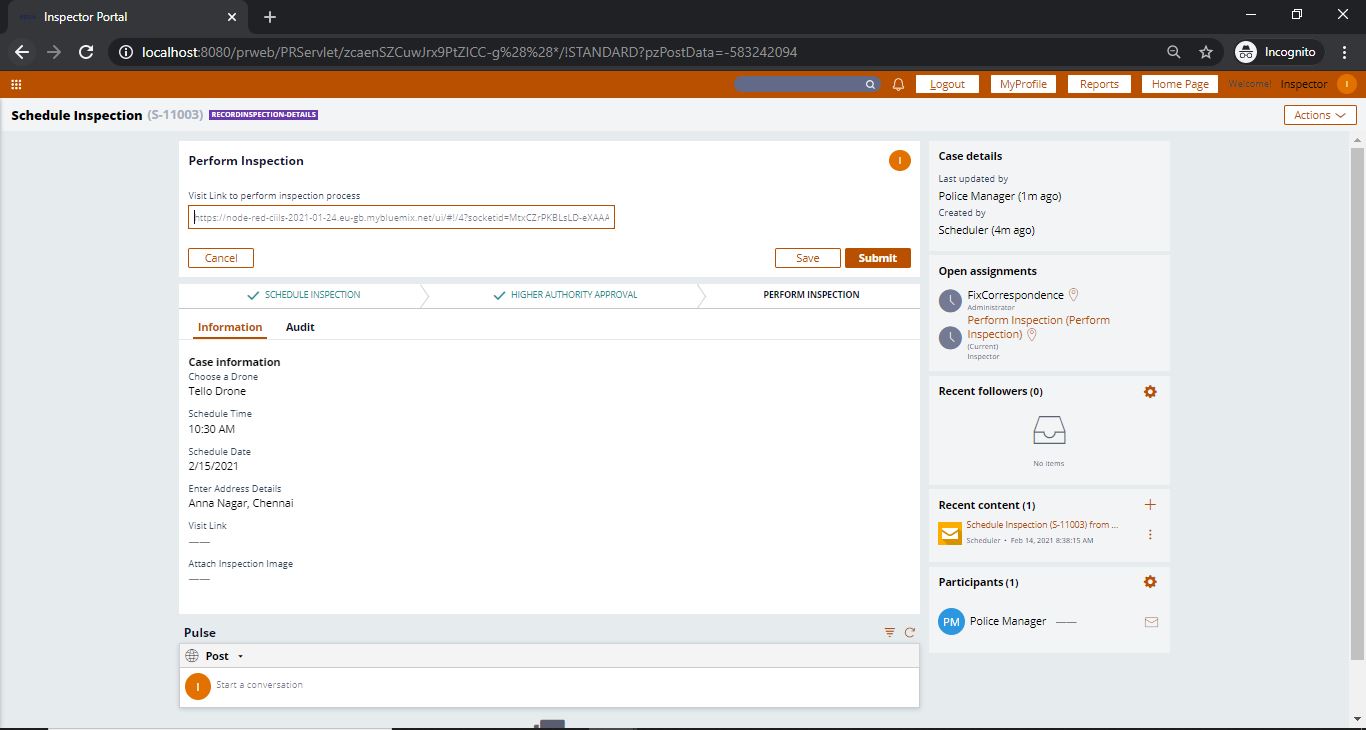 Inspector Portal
localhost:8080/prweb/PRServlet/zcaenSZCuwJrx9PtZlCC-g%28%28*/!STANDARD?pzPostData=-583242094
Incognito
Logout
MyProfile
Reports
Home Page
Welcome!
Inspector
I
Schedule Inspection (S-11003) RECORDINSPECTION-DETAILS
Actions
Perform Inspection
I
Visit Link to perform inspection process
https://node-red-ciils-2021-01-24.eu-gb.mybluemix.net/ui/#!/4?socketid=MtxCZrPKBLsLD-eXAAA
Cancel
Save
Submit
SCHEDULE INSPECTION
HIGHER AUTHORITY APPROVAL
PERFORM INSPECTION
Information
Audit
Case information
Choose a Drone
Tello Drone
Schedule Time
10:30 AM
Schedule Date
2/15/2021
Enter Address Details
Anna Nagar, Chennai
Visit Link
——
Attach Inspection Image
——
Pulse
Post
I
Start a conversation
Case details
Last updated by
Police Manager (1m ago)
Created by
Scheduler (4m ago)
Open assignments
FixCorrespondence
Administrator
Perform Inspection (Perform
Inspection)
(Current)
Inspector
Recent followers (0)
No items
Recent content (1)
Schedule Inspection (S-11003) from ...
Scheduler • Feb 14, 2021 8:38:15 AM
Participants (1)
PM
Police Manager ——